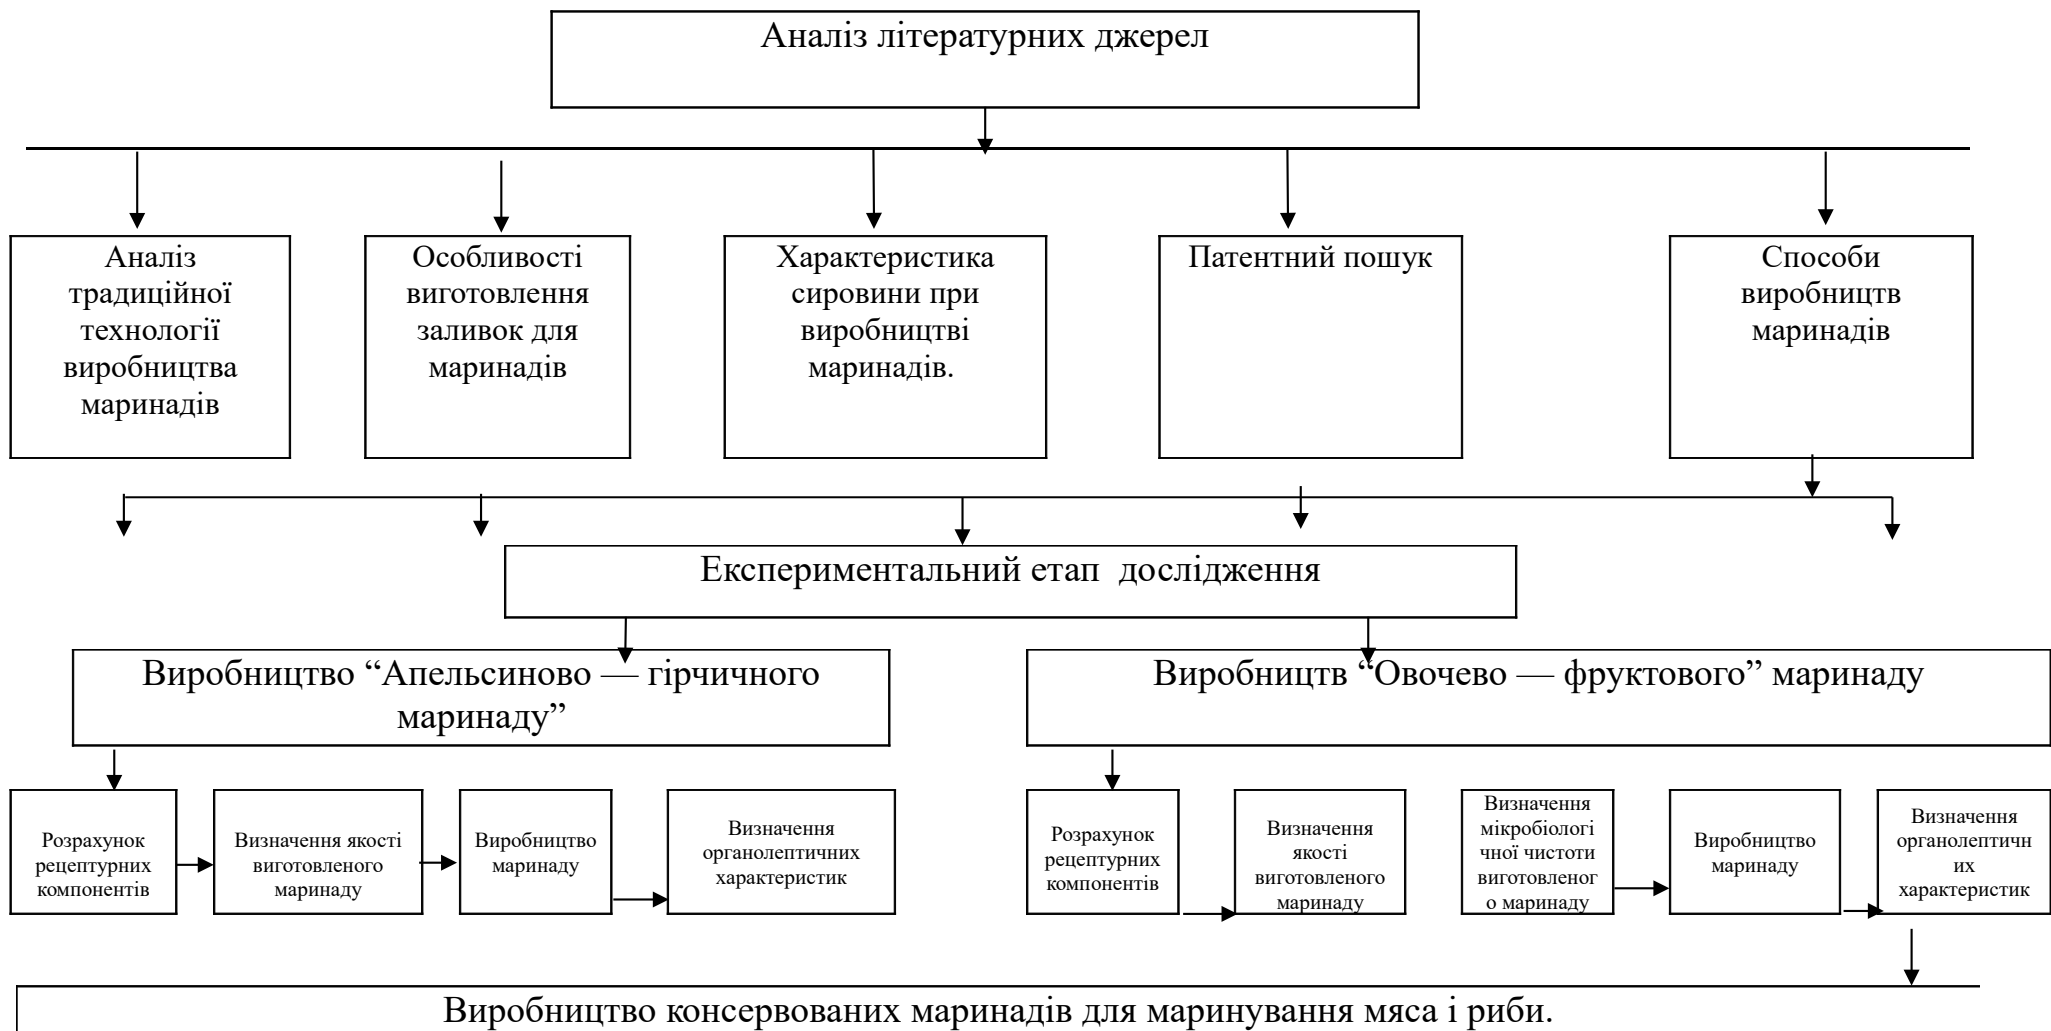 Аналіз літературних джерел
Аналіз
традиційної
технології
виробництва
маринадів
Особливості
виготовлення
заливок для
маринадів
Характеристика
сировини при
виробництві
маринадів.
Патентний пошук
Способи
виробництв
маринадів
Експериментальний етап  дослідження
Виробництво “Апельсиново — гірчичного
маринаду”
Виробництв “Овочево — фруктового” маринаду
Розрахунок
рецептурних
компонентів
Визначення якості
виготовленого
маринаду
Виробництво
маринаду
Визначення
органолептичних
характеристик
Розрахунок
рецептурних
компонентів
Визначення
якості
виготовленого
маринаду
Визначення
мікробіологі
чної чистоти
виготовленог
о маринаду
Виробництво
маринаду
Визначення
органолептичн
их
характеристик
Виробництво консервованих маринадів для маринування мяса і риби.